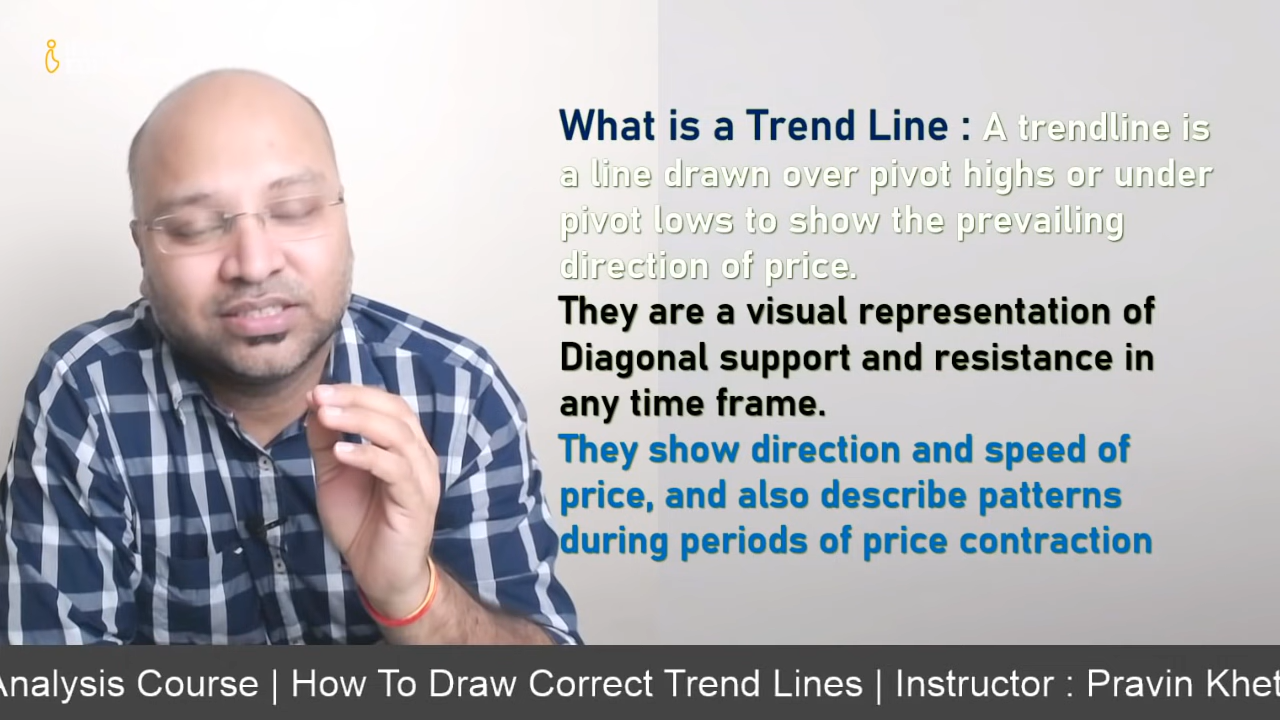 What is a Trend Line : A trendline is
a line drawn over pivot highs or under
pivot lows to show the prevailing
direction of price.
They are a visual representation of
Diagonal support and resistance in
any time frame.
They show direction and speed of
price, and also describe patterns
during periods of price contraction
Analysis Course | How To Draw Correct Trend Lines | Instructor : Pravin Khet